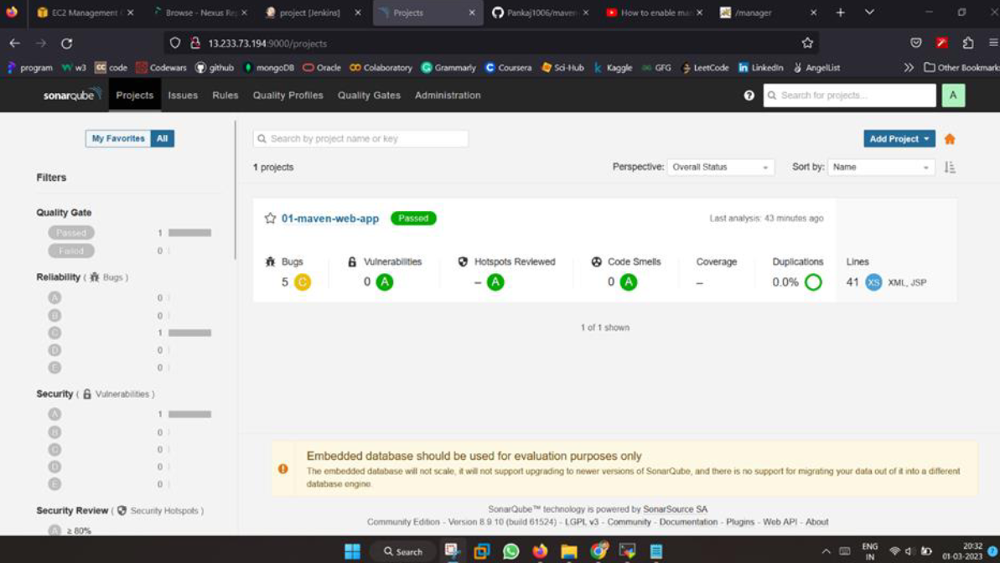 EC2 Management C
Browse - Nexus Re
project [Jenkins]
Projects
Pankaj1006/maven
How to enable ma
/manager
13.233.73.194:9000/projects
program w3 code Codewars github mongoDB Oracle Colaboratory Grammarly Coursera Sci-Hub Kaggle GFG LeetCode LinkedIn AngelList Other Bookmark
sonarqube Projects Issues Rules Quality Profiles Quality Gates Administration ? Search for projects... A
My Favorites All
Search by project name or key
Add Project
1 projects
Perspective: Overall Status
Sort by: Name
Filters
Quality Gate
Passed 1
Failed 0
Reliability ( Bugs )
A 0
B 0
C 1
D 0
E 0
Security ( Vulnerabilities )
A 1
B 0
C 0
D 0
E 0
Security Review ( Security Hotspots )
A ≥ 80%
01-maven-web-app Passed
Last analysis: 43 minutes ago
Bugs Vulnerabilities Hotspots Reviewed Code Smells Coverage Duplications Lines
5 C 0 A – A 0 A – 0.0% 41 XS XML, JSP
1 of 1 shown
Embedded database should be used for evaluation purposes only
The embedded database will not scale, it will not support upgrading to newer versions of SonarQube, and there is no support for migrating your data out of it into a different
database engine.
SonarQube™ technology is powered by SonarSource SA
Community Edition - Version 8.9.10 (build 61524) - LGPL v3 - Community - Documentation - Plugins - Web API - About
Search
ENG
IN
20:32
01-03-2023